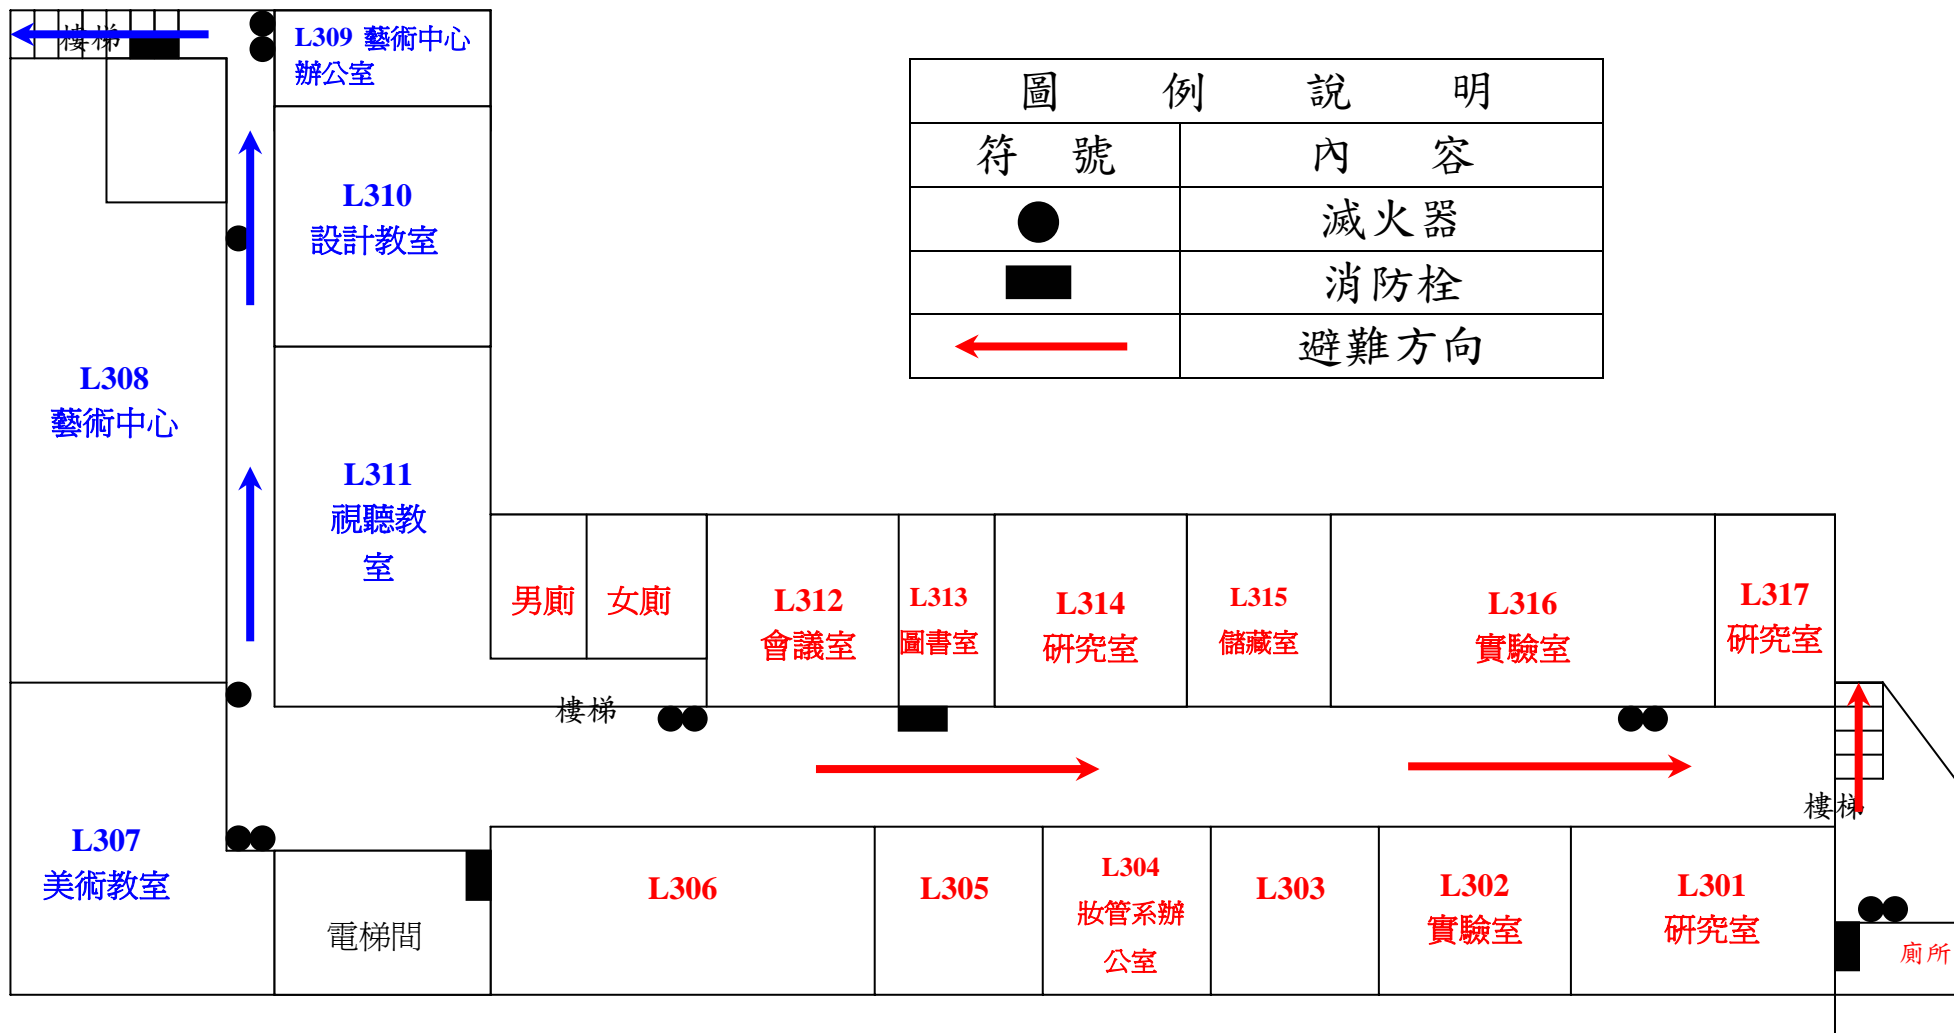 樓梯
L309 藝術中心
辦公室
圖例說明
符號
內容
滅火器
消防栓
避難方向
L310
設計教室
L308
藝術中心
L311
視聽教
室
男廁
女廁
L312
會議室
L313
圖書室
L314
研究室
L315
儲藏室
L316
實驗室
L317
研究室
樓梯
樓梯
L307
美術教室
電梯間
L306
L305
L304
妝管系辦
公室
L303
L302
實驗室
L301
研究室
廁所